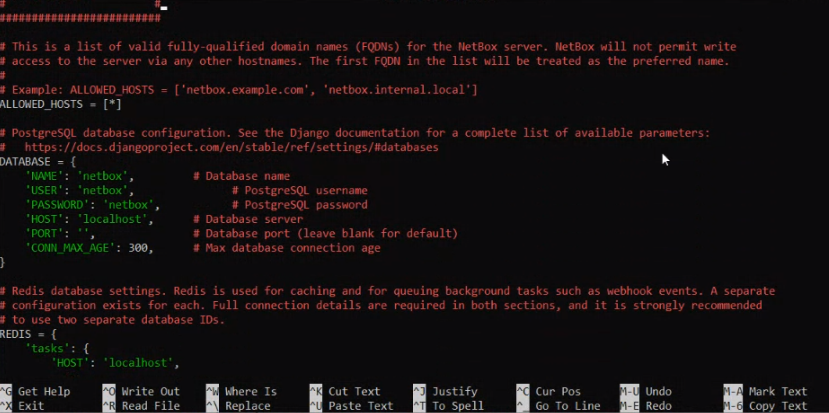 #                        #
#########################
# This is a list of valid fully-qualified domain names (FQDNs) for the NetBox server. NetBox will not permit write
# access to the server via any other hostnames. The first FQDN in the list will be treated as the preferred name.
#
# Example: ALLOWED_HOSTS = ['netbox.example.com', 'netbox.internal.local']
ALLOWED_HOSTS = [*]
# PostgreSQL database configuration. See the Django documentation for a complete list of available parameters:
#   https://docs.djangoproject.com/en/stable/ref/settings/#databases
DATABASE = {
    'NAME': 'netbox',         # Database name
    'USER': 'netbox',               # PostgreSQL username
    'PASSWORD': 'netbox',           # PostgreSQL password
    'HOST': 'localhost',      # Database server
    'PORT': '',               # Database port (leave blank for default)
    'CONN_MAX_AGE': 300,      # Max database connection age
}
# Redis database settings. Redis is used for caching and for queuing background tasks such as webhook events. A separate
# configuration exists for each. Full connection details are required in both sections, and it is strongly recommended
# to use two separate database IDs.
REDIS = {
    'tasks': {
        'HOST': 'localhost',
^G Get Help     ^O Write Out    ^W Where Is     ^K Cut Text     ^J Justify      ^C Cur Pos      M-U Undo        M-A Mark Text
^X Exit         ^R Read File    ^\ Replace      ^U Paste Text   ^T To Spell     ^_ Go To Line   M-E Redo        M-6 Copy Text